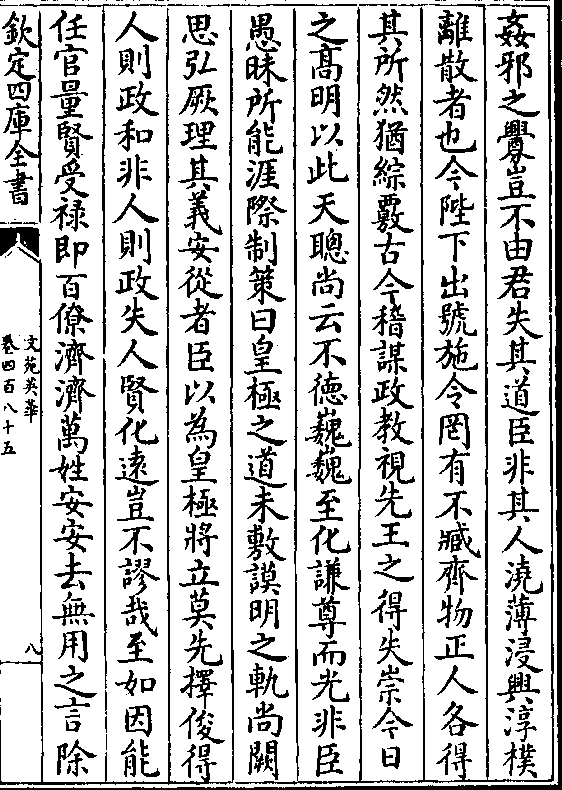 姦邪之釁豈不由君失其道臣非其人澆薄浸興淳樸
離散者也今陛下出號施令罔有不臧齊物正人各得
其所然猶綜覈古今稽謀政教視先王之得失崇今日
之髙明以此天聰尚云不德巍巍至化謙尊而光非臣
愚昧所能涯際制策曰皇極之道未敷謨明之軌尚闕
思弘厥理其義安從者臣以為皇極將立莫先擇俊得
人則政和非人則政失人賢化遠豈不謬哉至如因能
任官量賢受禄即百僚濟濟萬姓安安去無用之言除
欽定四庫全書
文苑英華
卷四百八十五
八